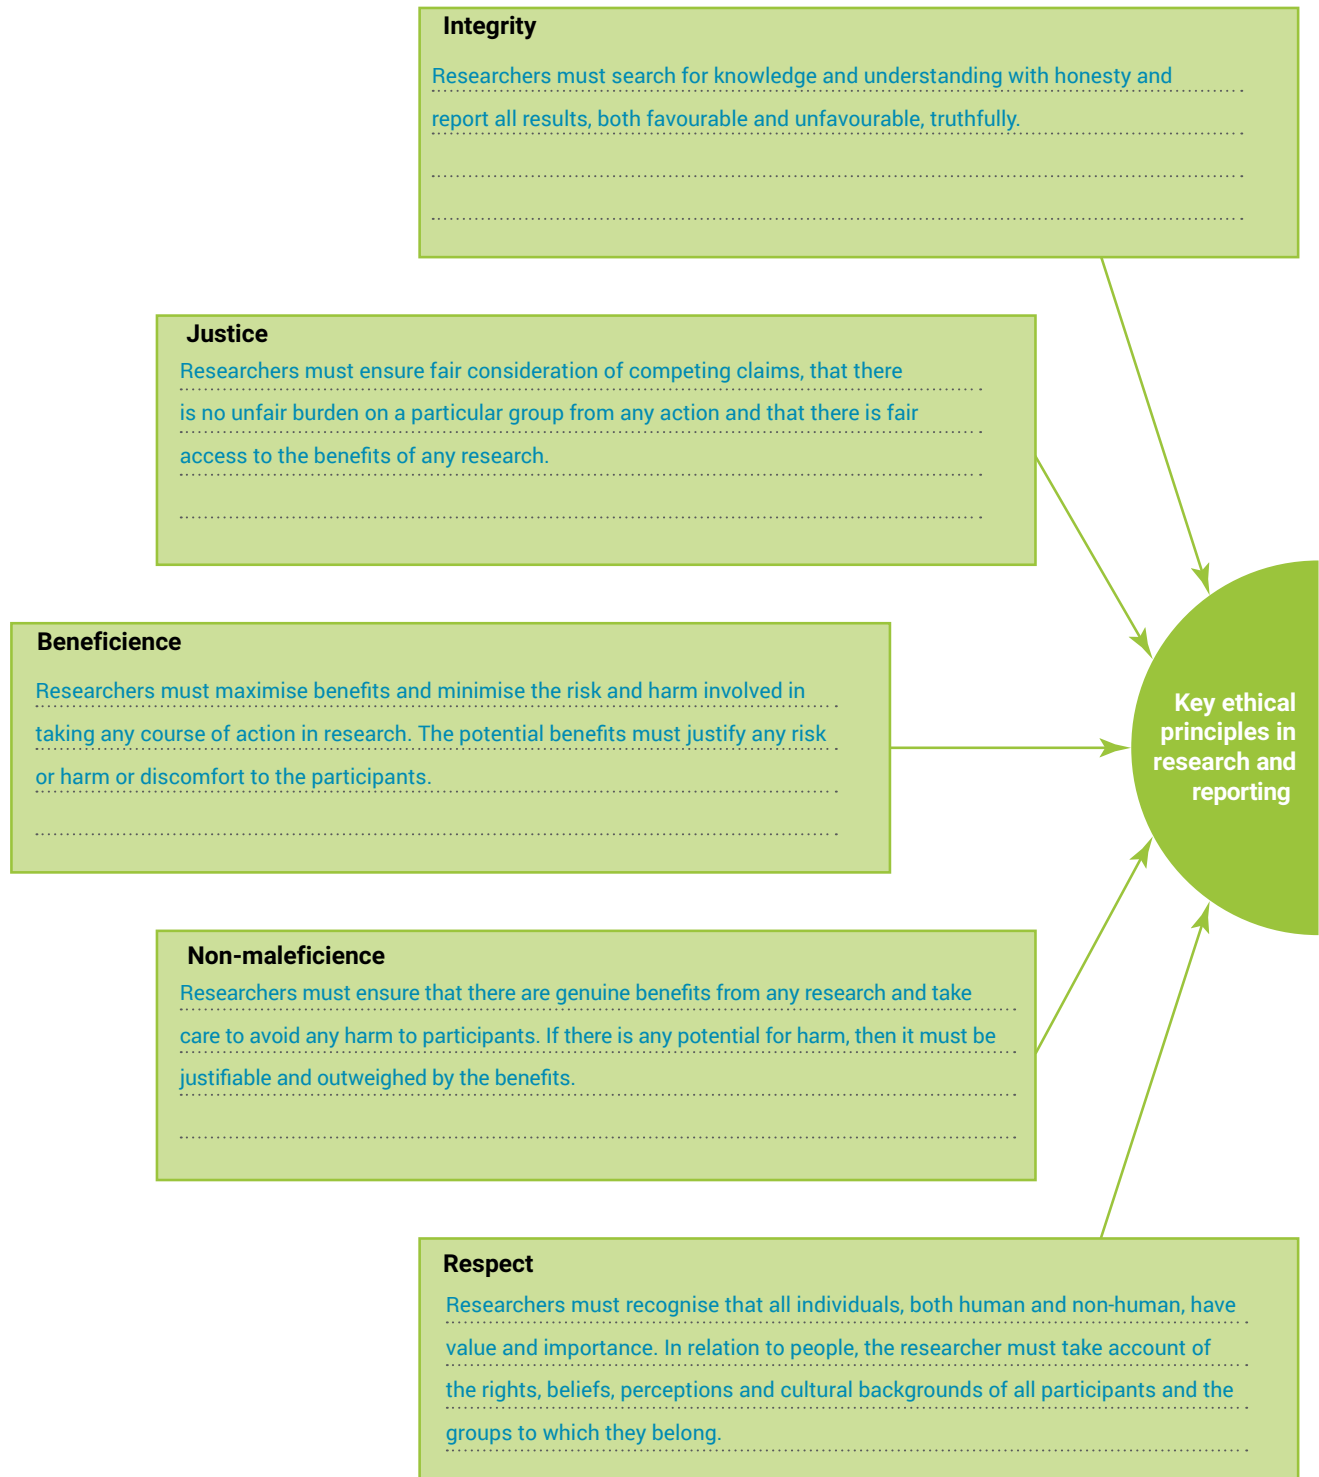 Integrity
Researchers must search for knowledge and understanding with honesty and
report all results, both favourable and unfavourable, truthfully.
Justice
Researchers must ensure fair consideration of competing claims, that there
is no unfair burden on a particular group from any action and that there is fair
access to the benefits of any research.
Beneficience
Researchers must maximise benefits and minimise the risk and harm involved in
taking any course of action in research. The potential benefits must justify any risk
or harm or discomfort to the participants.
Key ethical
principles in
research and
reporting
Non-maleficience
Researchers must ensure that there are genuine benefits from any research and take
care to avoid any harm to participants. If there is any potential for harm, then it must be
justifiable and outweighed by the benefits.
Respect
Researchers must recognise that all individuals, both human and non-human, have
value and importance. In relation to people, the researcher must take account of
the rights, beliefs, perceptions and cultural backgrounds of all participants and the
groups to which they belong.